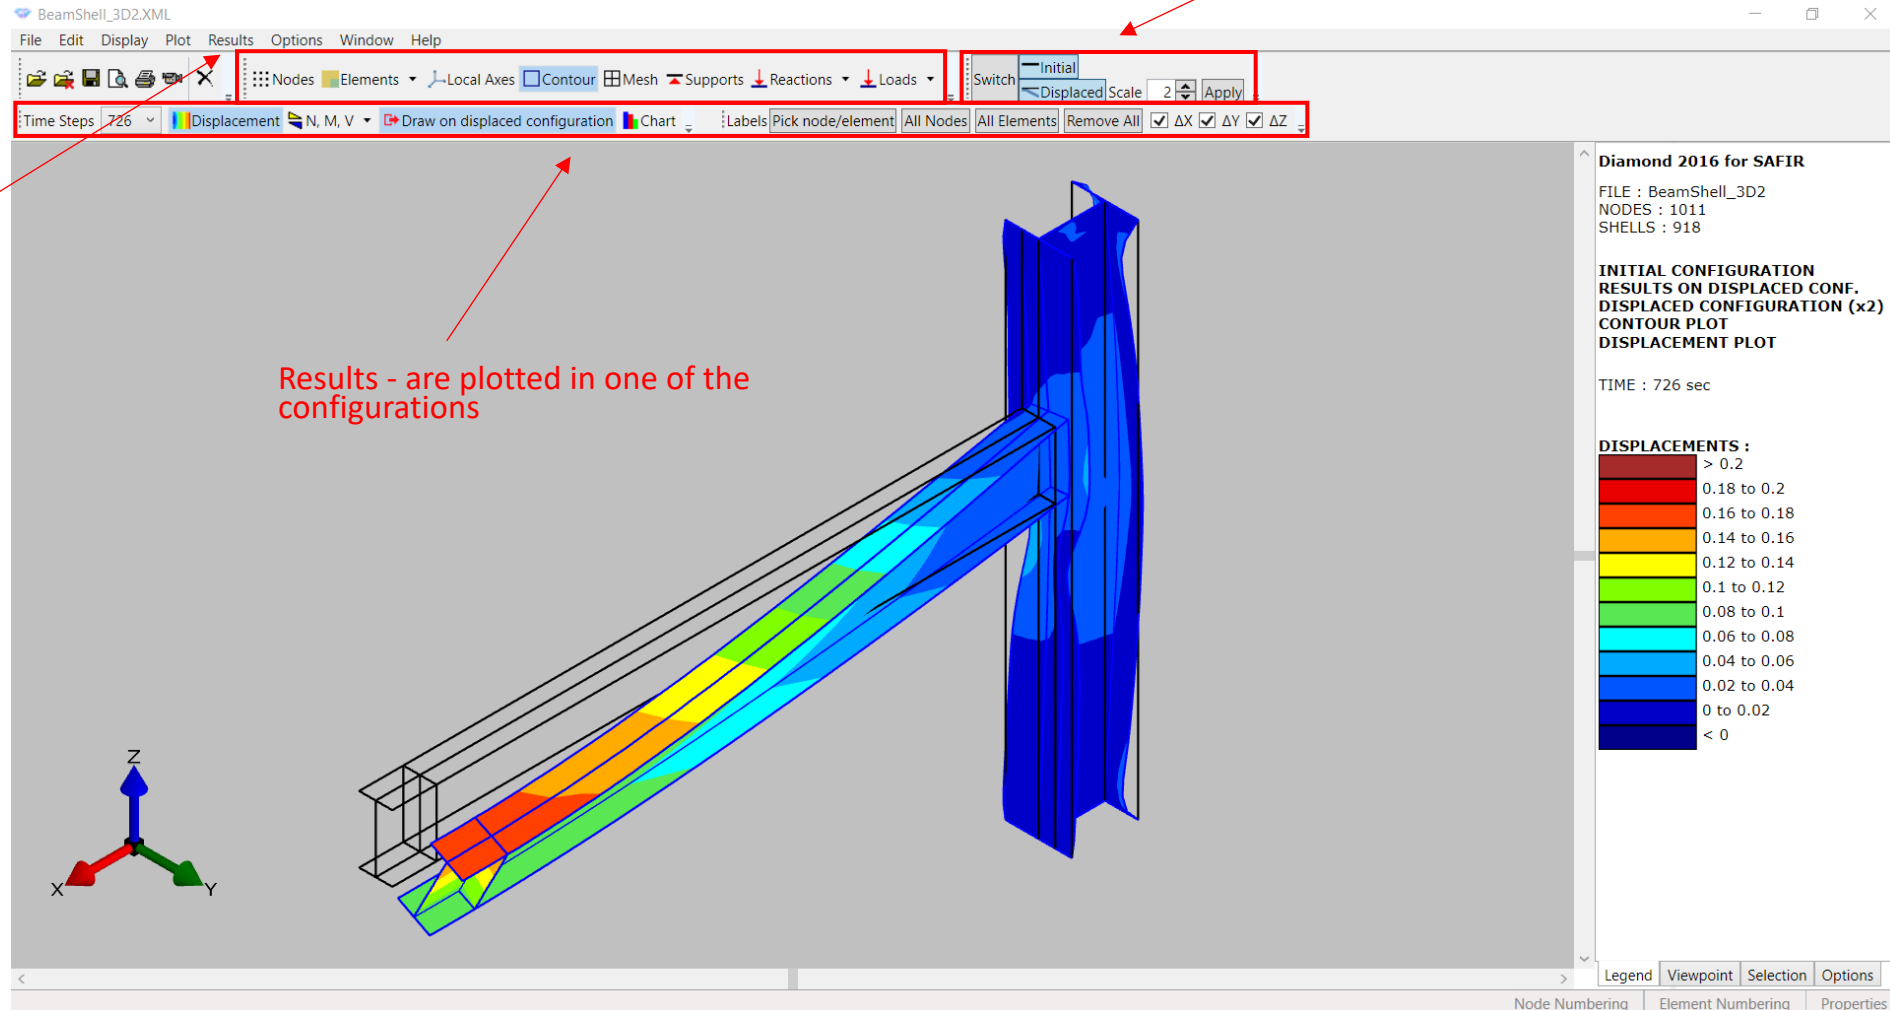 BeamShell_3D2.XML
File Edit Display Plot Results Options Window Help
Nodes Elements Local Axes Contour Mesh Supports Reactions Loads
Switch Initial
Displaced Scale 2 Apply
Time Steps 726 Displacement N, M, V Draw on displaced configuration Chart Labels Pick node/element All Nodes All Elements Remove All ΔX ΔY ΔZ
Results - are plotted in one of the
configurations
Z
X
Y
Diamond 2016 for SAFIR
FILE : BeamShell_3D2
NODES : 1011
SHELLS : 918
INITIAL CONFIGURATION
RESULTS ON DISPLACED CONF.
DISPLACED CONFIGURATION (x2)
CONTOUR PLOT
DISPLACEMENT PLOT
TIME : 726 sec
DISPLACEMENTS :
> 0.2
0.18 to 0.2
0.16 to 0.18
0.14 to 0.16
0.12 to 0.14
0.1 to 0.12
0.08 to 0.1
0.06 to 0.08
0.04 to 0.06
0.02 to 0.04
0 to 0.02
< 0
Legend Viewpoint Selection Options
Node Numbering Element Numbering Properties